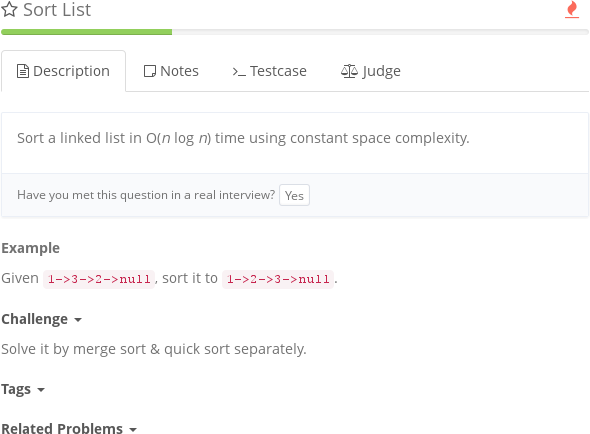 Sort List
Description Notes Testcase Judge
Sort a linked list in O(n log n) time using constant space complexity.
Have you met this question in a real interview? Yes
Example
Given 1->3->2->null, sort it to 1->2->3->null.
Challenge
Solve it by merge sort & quick sort separately.
Tags
Related Problems